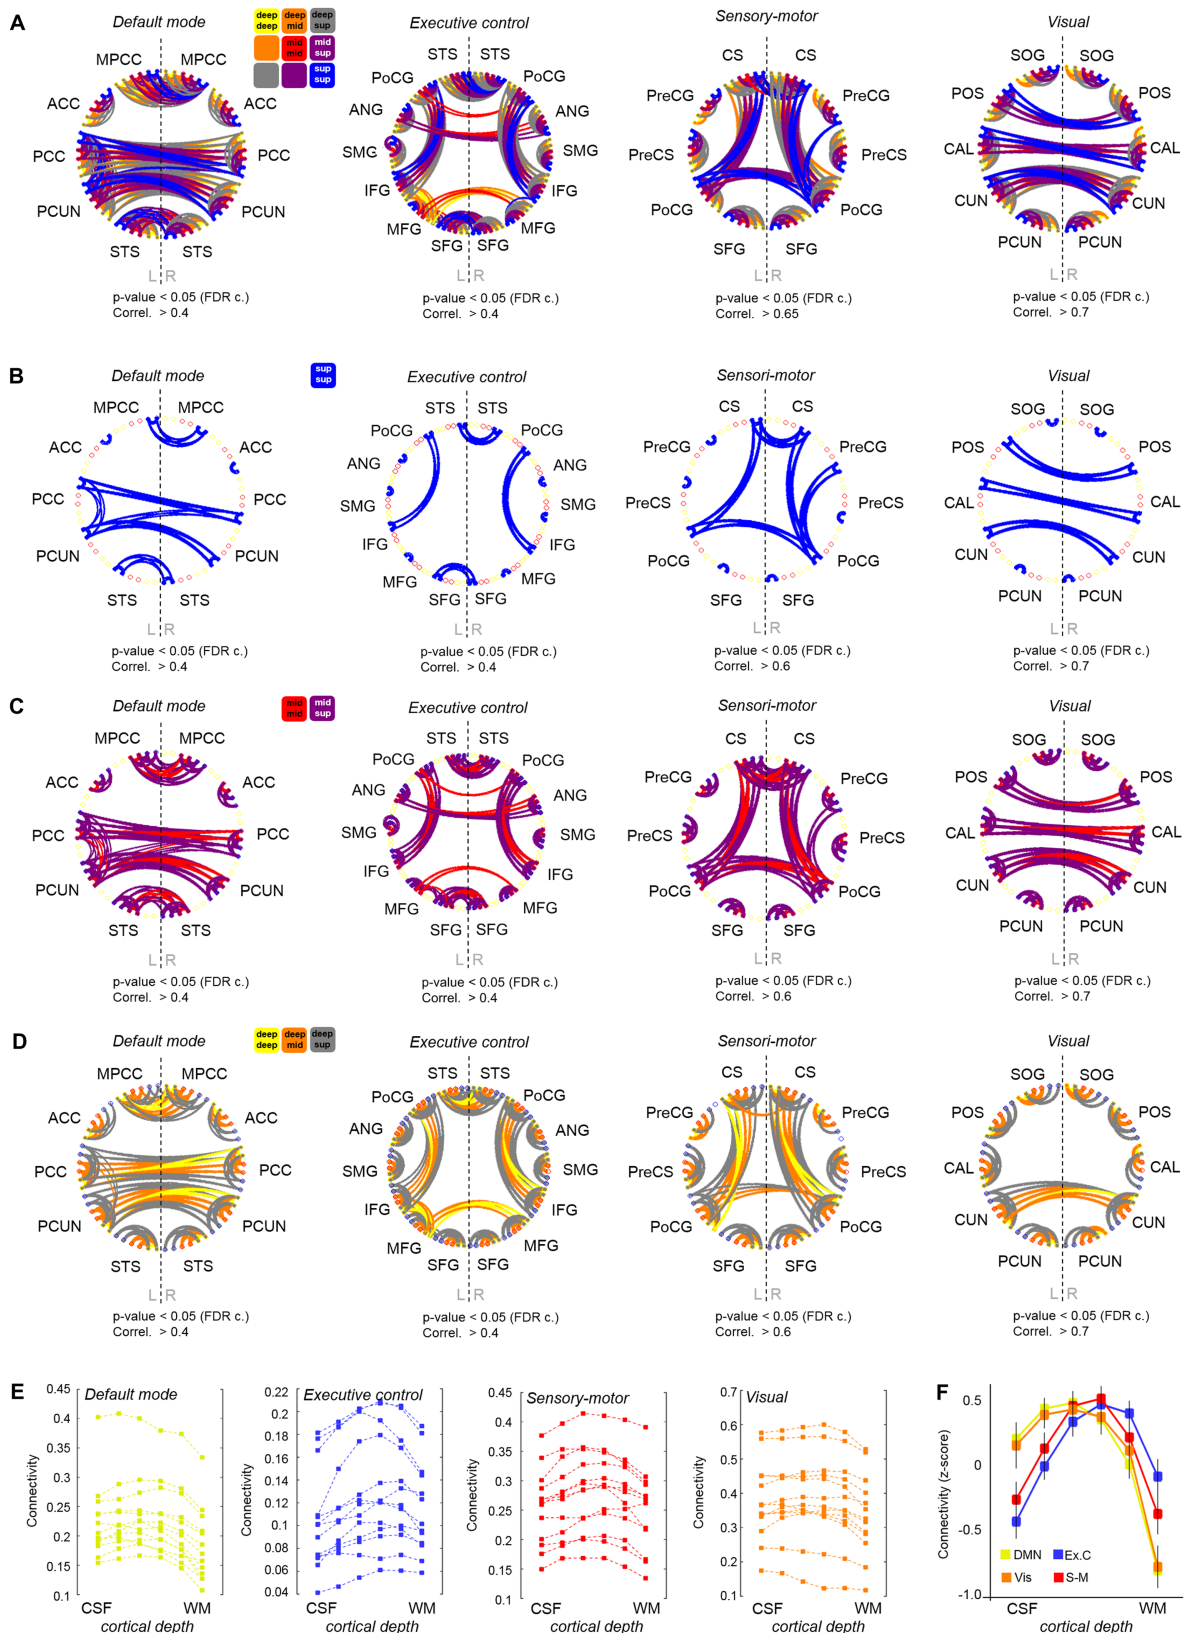 A
Default mode
deep deep
deep mid
deep sup
mid mid
mid sup
sup sup
Executive control
Sensory-motor
Visual
MPCC MPCC
ACC ACC
PCC PCC
PCUN PCUN
STS STS
L R
p-value < 0.05 (FDR c.)
Correl. > 0.4
STS STS
PoCG PoCG
ANG ANG
SMG SMG
IFG IFG
MFG MFG
SFG SFG
L R
p-value < 0.05 (FDR c.)
Correl. > 0.4
CS CS
PreCG PreCG
PreCS PreCS
PoCG PoCG
SFG SFG
L R
p-value < 0.05 (FDR c.)
Correl. > 0.65
SOG SOG
POS POS
CAL CAL
CUN CUN
PCUN PCUN
L R
p-value < 0.05 (FDR c.)
Correl. > 0.7
B
Default mode
sup sup
Executive control
Sensori-motor
Visual
MPCC MPCC
ACC ACC
PCC PCC
PCUN PCUN
STS STS
L R
p-value < 0.05 (FDR c.)
Correl. > 0.4
STS STS
PoCG PoCG
ANG ANG
SMG SMG
IFG IFG
MFG MFG
SFG SFG
L R
p-value < 0.05 (FDR c.)
Correl. > 0.4
CS CS
PreCG PreCG
PreCS PreCS
PoCG PoCG
SFG SFG
L R
p-value < 0.05 (FDR c.)
Correl. > 0.6
SOG SOG
POS POS
CAL CAL
CUN CUN
PCUN PCUN
L R
p-value < 0.05 (FDR c.)
Correl. > 0.7
C
Default mode
mid mid
mid sup
Executive control
Sensori-motor
Visual
MPCC MPCC
ACC ACC
PCC PCC
PCUN PCUN
STS STS
L R
p-value < 0.05 (FDR c.)
Correl. > 0.4
STS STS
PoCG PoCG
ANG ANG
SMG SMG
IFG IFG
MFG MFG
SFG SFG
L R
p-value < 0.05 (FDR c.)
Correl. > 0.4
CS CS
PreCG PreCG
PreCS PreCS
PoCG PoCG
SFG SFG
L R
p-value < 0.05 (FDR c.)
Correl. > 0.6
SOG SOG
POS POS
CAL CAL
CUN CUN
PCUN PCUN
L R
p-value < 0.05 (FDR c.)
Correl. > 0.7
D
Default mode
deep deep
deep mid
deep sup
Executive control
Sensori-motor
Visual
MPCC MPCC
ACC ACC
PCC PCC
PCUN PCUN
STS STS
L R
p-value < 0.05 (FDR c.)
Correl. > 0.4
STS STS
PoCG PoCG
ANG ANG
SMG SMG
IFG IFG
MFG MFG
SFG SFG
L R
p-value < 0.05 (FDR c.)
Correl. > 0.4
CS CS
PreCG PreCG
PreCS PreCS
PoCG PoCG
SFG SFG
L R
p-value < 0.05 (FDR c.)
Correl. > 0.6
SOG SOG
POS POS
CAL CAL
CUN CUN
PCUN PCUN
L R
p-value < 0.05 (FDR c.)
Correl. > 0.7
E
Default mode
Connectivity
0.45
0.4
0.35
0.3
0.25
0.2
0.15
0.1
CSF WM
cortical depth
Executive control
Connectivity
0.22
0.2
0.18
0.16
0.14
0.12
0.1
0.08
0.06
0.04
CSF WM
cortical depth
Sensory-motor
Connectivity
0.45
0.4
0.35
0.3
0.25
0.2
0.15
0.1
CSF WM
cortical depth
Visual
Connectivity
0.7
0.6
0.5
0.4
0.3
0.2
0.1
CSF WM
cortical depth
F
Connectivity (z-score)
0.5
0
-0.5
-1.0
DMN Ex.C
Vis S-M
CSF WM
cortical depth